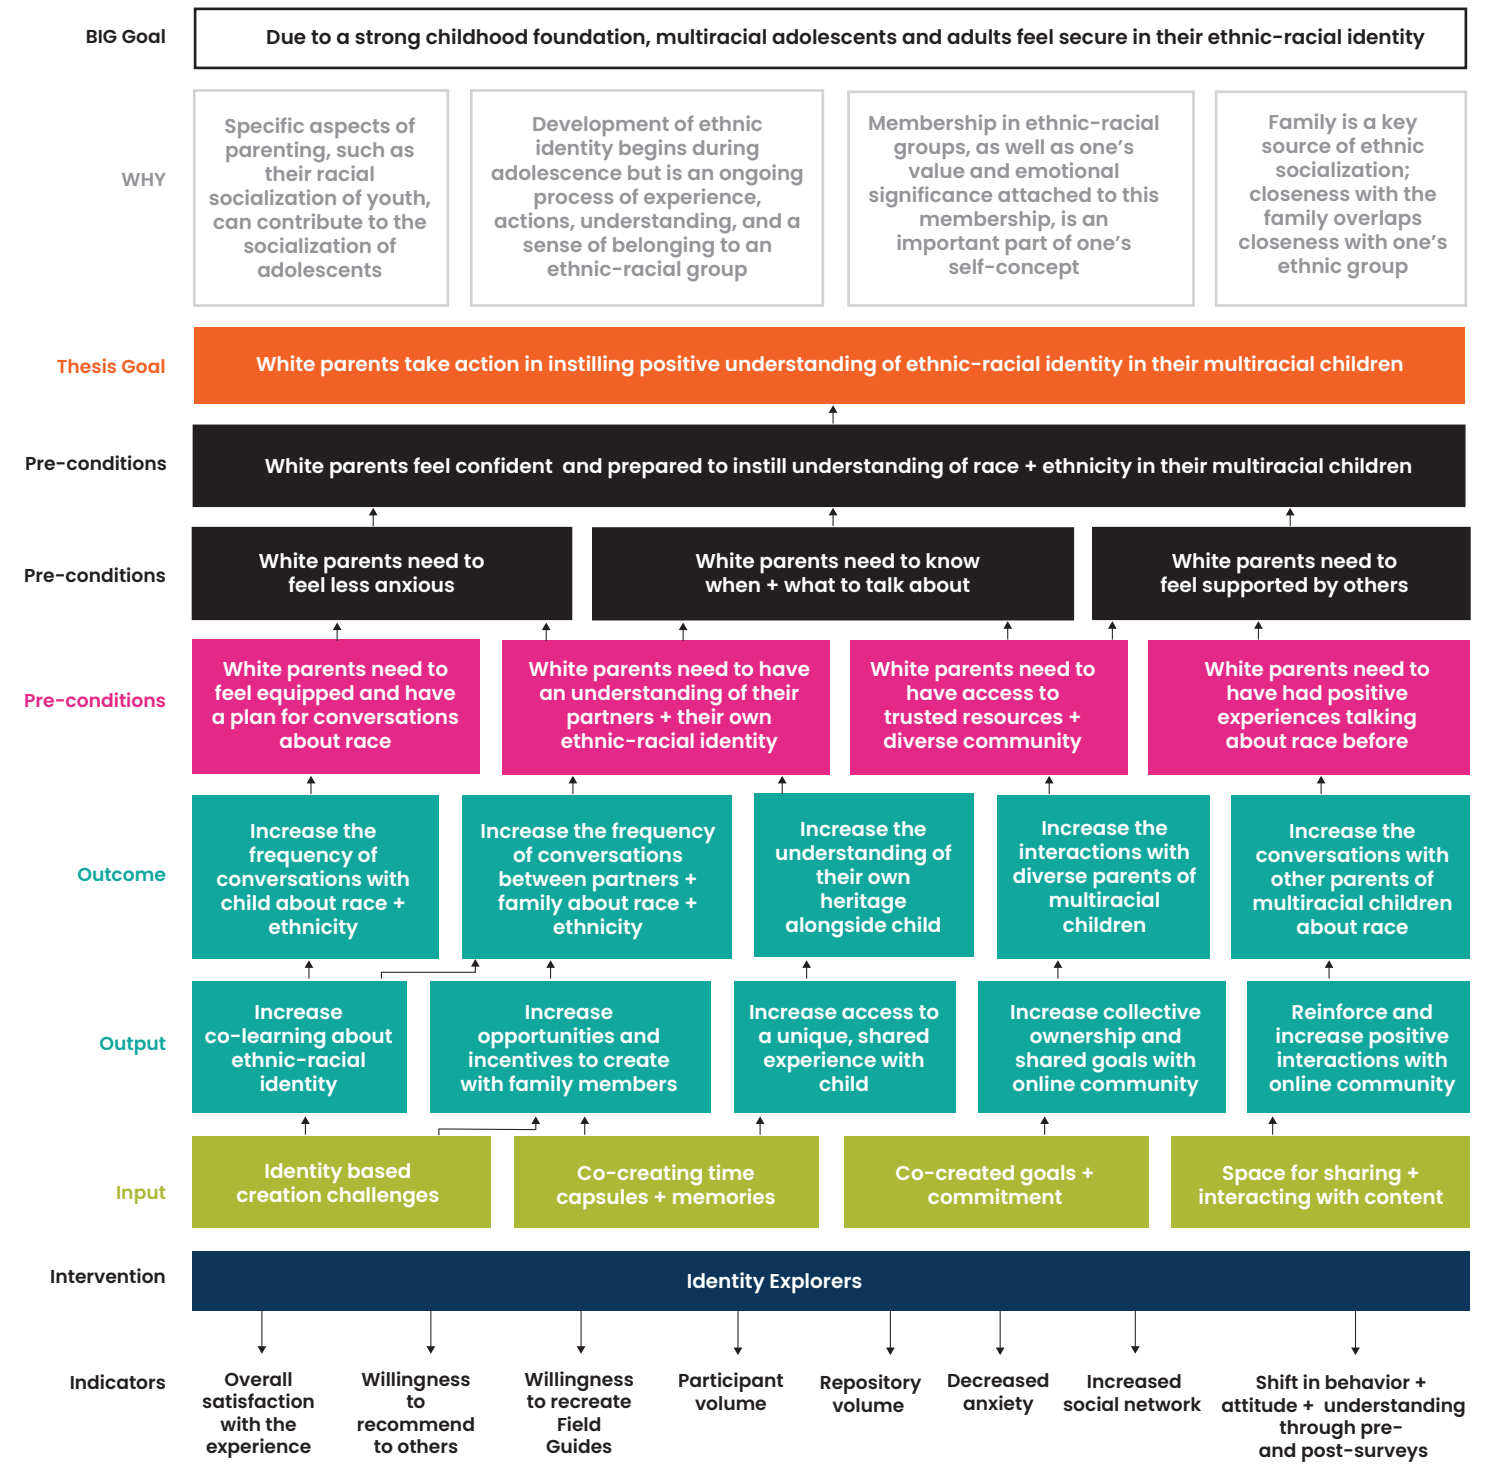 BIG Goal
Due to a strong childhood foundation, multiracial adolescents and adults feel secure in their ethnic-racial identity
WHY
Specific aspects of
parenting, such as
their racial
socialization of youth,
can contribute to the
socialization of
adolescents
Development of ethnic
identity begins during
adolescence but is an ongoing
process of experience,
actions, understanding, and a
sense of belonging to an
ethnic-racial group
Membership in ethnic-racial
groups, as well as one's
value and emotional
significance attached to this
membership, is an
important part of one's
self-concept
Family is a key
source of ethnic
socialization;
closeness with the
family overlaps
closeness with one's
ethnic group
Thesis Goal
White parents take action in instilling positive understanding of ethnic-racial identity in their multiracial children
Pre-conditions
White parents feel confident and prepared to instill understanding of race + ethnicity in their multiracial children
Pre-conditions
White parents need to
feel less anxious
White parents need to know
when + what to talk about
White parents need to
feel supported by others
Pre-conditions
White parents need to
feel equipped and have
a plan for conversations
about race
White parents need to have
an understanding of their
partners + their own
ethnic-racial identity
White parents need to
have access to
trusted resources +
diverse community
White parents need to
have had positive
experiences talking
about race before
Outcome
Increase the
frequency of
conversations with
child about race +
ethnicity
Increase the frequency
of conversations
between partners +
family about race +
ethnicity
Increase the
understanding of
their own
heritage
alongside child
Increase the
interactions with
diverse parents of
multiracial
children
Increase the
conversations with
other parents of
multiracial children
about race
Output
Increase
co-learning about
ethnic-racial
identity
Increase
opportunities and
incentives to create
with family members
Increase access to
a unique, shared
experience with
child
Increase collective
ownership and
shared goals with
online community
Reinforce and
increase positive
interactions with
online community
Input
Identity based
creation challenges
Co-creating time
capsules + memories
Co-created goals +
commitment
Space for sharing +
interacting with content
Intervention
Identity Explorers
Indicators
Overall
satisfaction
with the
experience
Willingness
to
recommend
to others
Willingness
to recreate
Field
Guides
Participant
volume
Repository
volume
Decreased
anxiety
Increased
social network
Shift in behavior +
attitude + understanding
through pre-
and post-surveys